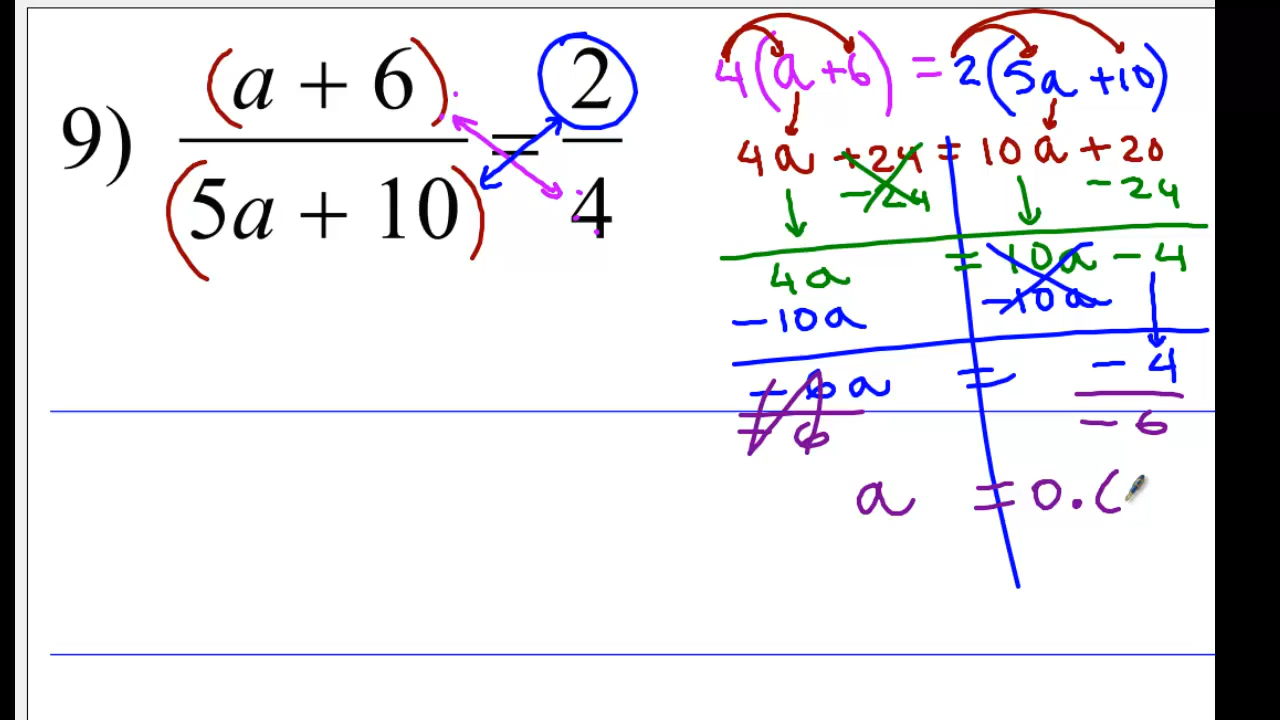 9) (a + 6) / (5a + 10) = 2 / 4
4(a +6) = 2(5a +10)
4a +24 = 10a +20
-24 -24
4a = 10a - 4
-10a -10a
-6a = -4
-6 -6
a = 0.